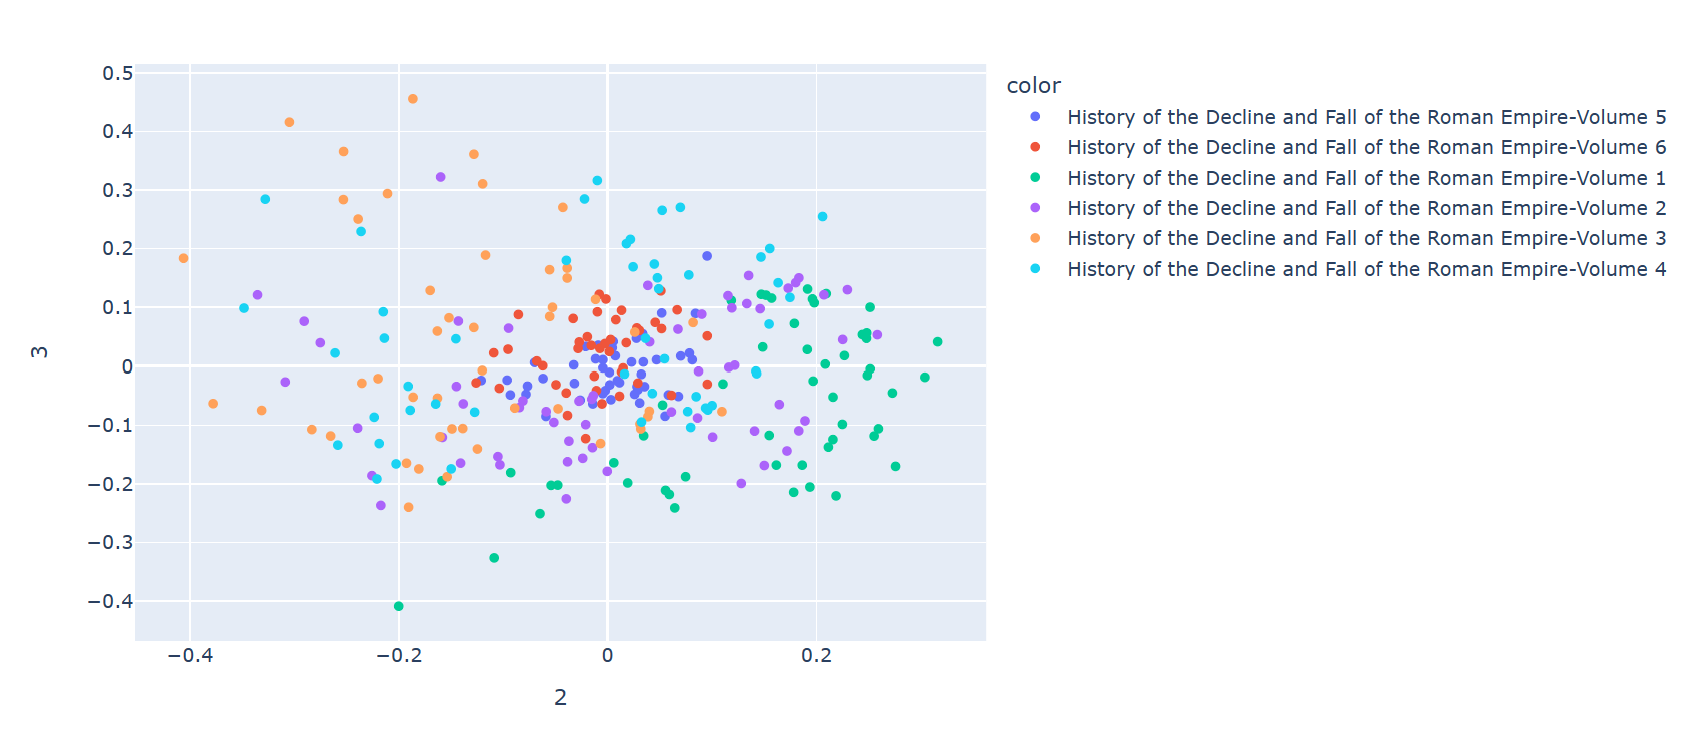 color
History of the Decline and Fall of the Roman Empire-Volume 5
History of the Decline and Fall of the Roman Empire-Volume 6
History of the Decline and Fall of the Roman Empire-Volume 1
History of the Decline and Fall of the Roman Empire-Volume 2
History of the Decline and Fall of the Roman Empire-Volume 3
History of the Decline and Fall of the Roman Empire-Volume 4
0.5
0.4
0.3
0.2
0.1
0
−0.1
−0.2
−0.3
−0.4
3
−0.4 −0.2 0 0.2
2